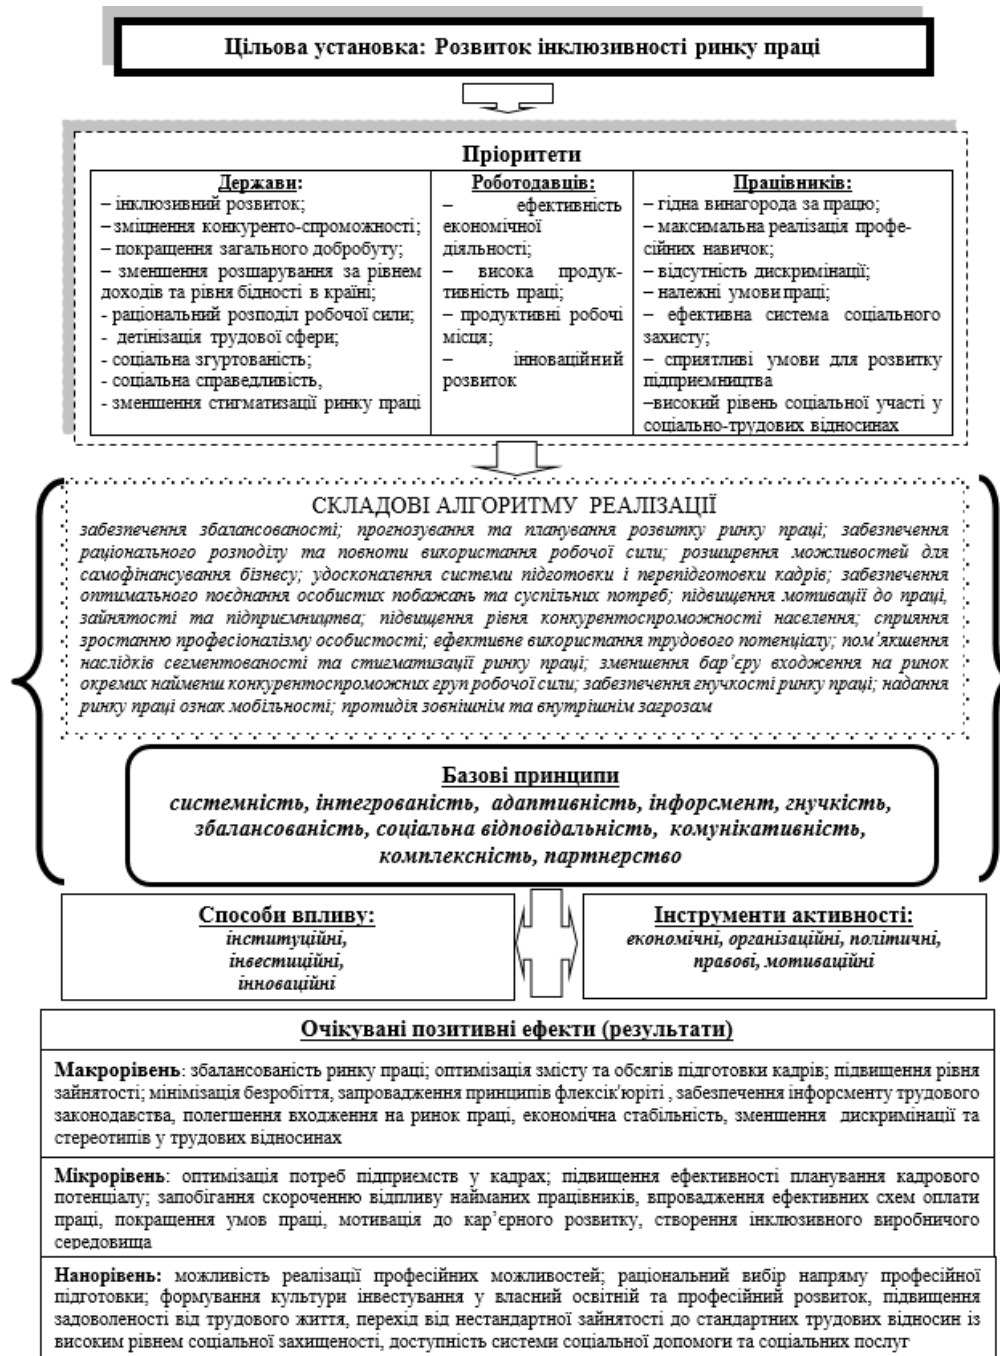 Цільова установка: Розвиток інклюзивності ринку праці
Пріоритети
Держави:
– інклюзивний розвиток;
– зміцнення конкуренто-спроможності;
– покращення загального добробуту;
– зменшення розшарування за рівнем
доходів та рівня бідності в країні;
- раціональний розподіл робочої сили;
- детінізація трудової сфери;
- соціальна згуртованість;
- соціальна справедливість,
- зменшення стигматизації ринку праці
Роботодавців:
– ефективність
економічної
діяльності;
– висока продук-
тивність праці;
– продуктивні робочі
місця;
– інноваційний
розвиток
Працівників:
– гідна винагорода за працю;
– максимальна реалізація профе-
сійних навичок;
– відсутність дискримінації;
– належні умови праці;
– ефективна система соціального
захисту;
– сприятливі умови для розвитку
підприємництва
–високий рівень соціальної участі у
соціально-трудових відносинах
СКЛАДОВІ АЛГОРИТМУ РЕАЛІЗАЦІЇ
забезпечення збалансованості; прогнозування та планування розвитку ринку праці; забезпечення
раціонального розподілу та повноти використання робочої сили; розширення можливостей для
самофінансування бізнесу; удосконалення системи підготовки і перепідготовки кадрів; забезпечення
оптимального поєднання особистих побажань та суспільних потреб; підвищення мотивації до праці,
зайнятості та підприємництва; підвищення рівня конкурентоспроможності населення; сприяння
зростанню професіоналізму особистості; ефективне використання трудового потенціалу; пом’якшення
наслідків сегментованості та стигматизації ринку праці; зменшення бар’єру входження на ринок
окремих найменш конкурентоспроможних груп робочої сили; забезпечення гнучкості ринку праці; надання
ринку праці ознак мобільності; протидія зовнішнім та внутрішнім загрозам
Базові принципи
системність, інтегрованість, адаптивність, інфорсмент, гнучкість,
збалансованість, соціальна відповідальність, комунікативність,
комплексність, партнерство
Способи впливу:
інституційні,
інвестиційні,
інноваційні
Інструменти активності:
економічні, організаційні, політичні,
правові, мотиваційні
Очікувані позитивні ефекти (результати)
Макрорівень: збалансованість ринку праці; оптимізація змісту та обсягів підготовки кадрів; підвищення рівня
зайнятості; мінімізація безробіття, запровадження принципів флексік'юріті , забезпечення інфорсменту трудового
законодавства, полегшення входження на ринок праці, економічна стабільність, зменшення дискримінації та
стереотипів у трудових відносинах
Мікрорівень: оптимізація потреб підприємств у кадрах; підвищення ефективності планування кадрового
потенціалу; запобігання скороченню відпливу найманих працівників, впровадження ефективних схем оплати
праці, покращення умов праці, мотивація до кар’єрного розвитку, створення інклюзивного виробничого
середовища
Нанорівень: можливість реалізації професійних можливостей; раціональний вибір напряму професійної
підготовки; формування культури інвестування у власний освітній та професійний розвиток, підвищення
задоволеності від трудового життя, перехід від нестандартної зайнятості до стандартних трудових відносин із
високим рівнем соціальної захищеності, доступність системи соціальної допомоги та соціальних послуг